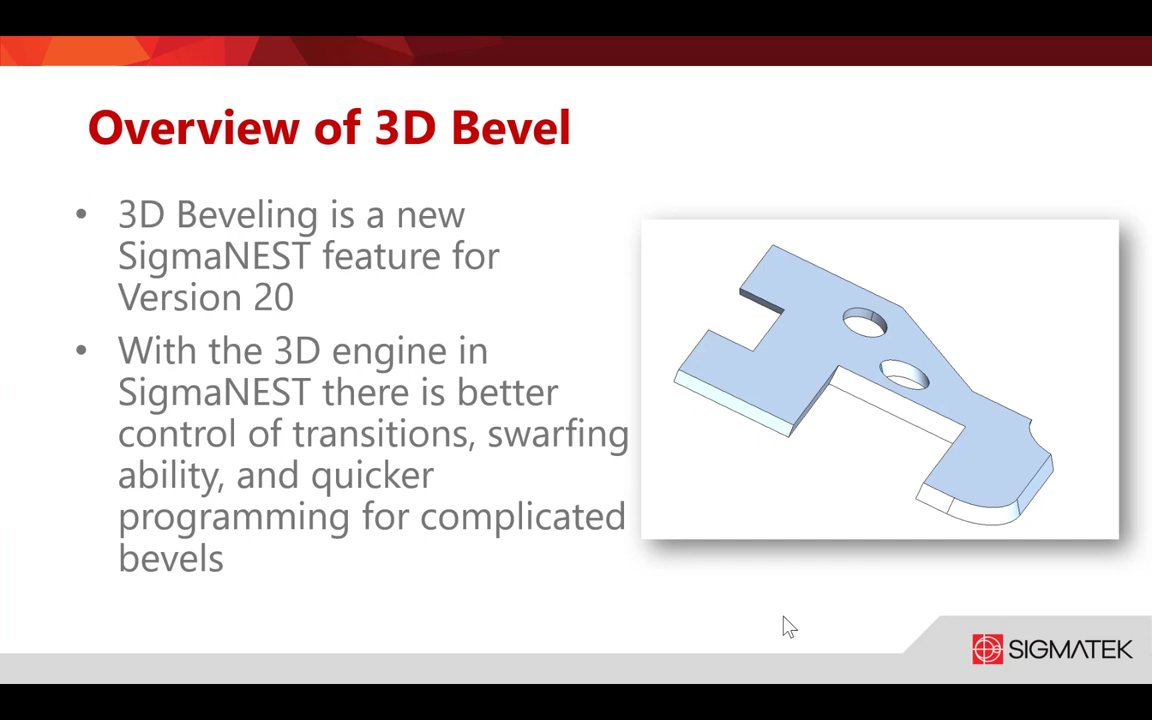 Overview of 3D Bevel
• 3D Beveling is a new
SigmaNEST feature for
Version 20
• With the 3D engine in
SigmaNEST there is better
control of transitions, swarfing
ability, and quicker
programming for complicated
bevels
SIGMATEK